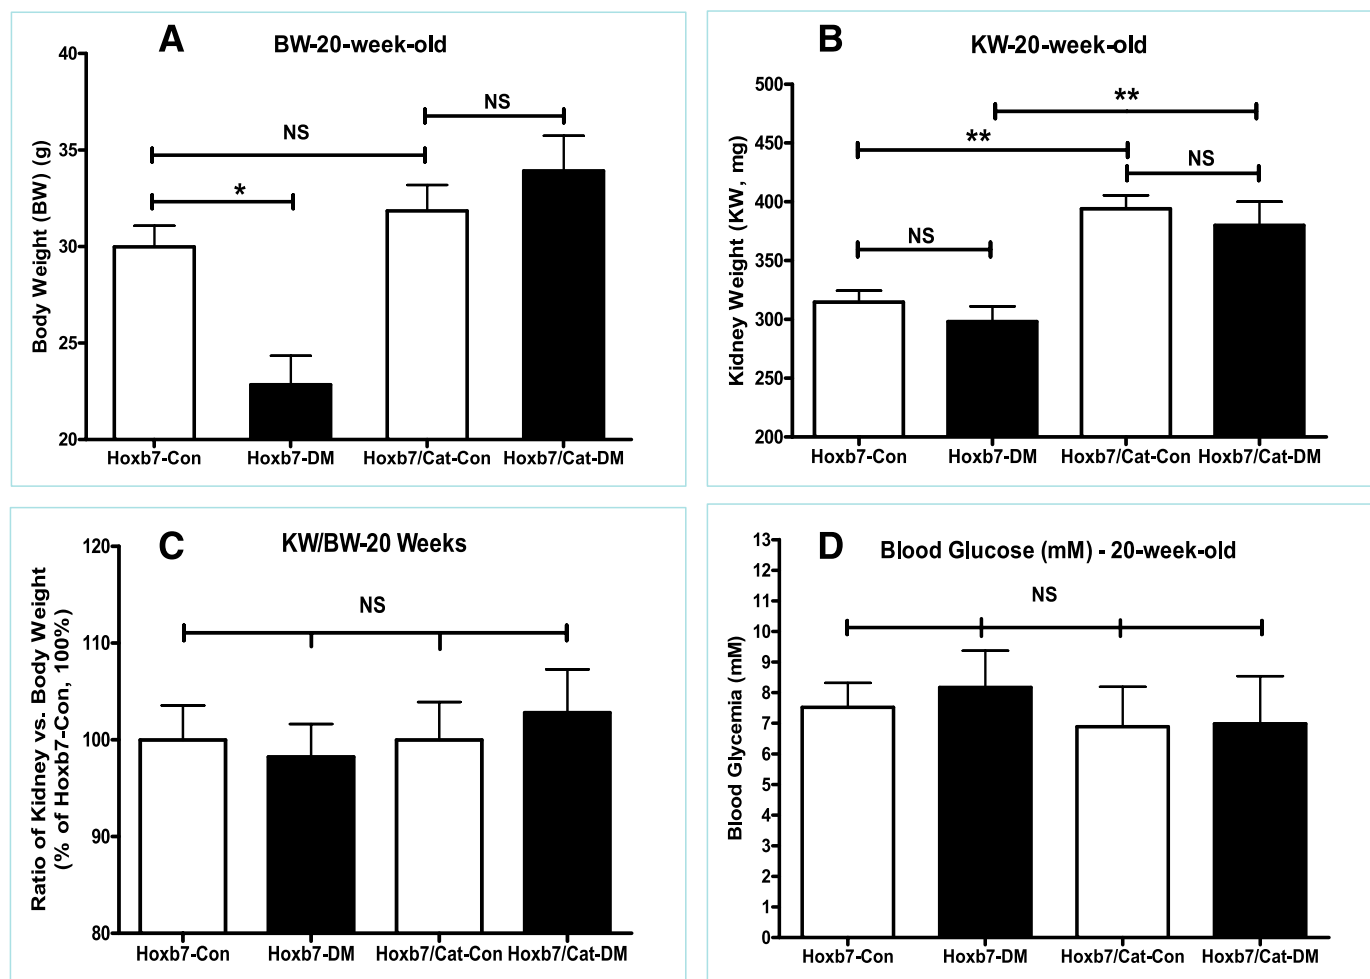 A
BW-20-week-old
Body Weight (BW) (g)
40
35
30
25
20
NS
NS
*
Hoxb7-Con
Hoxb7-DM
Hoxb7/Cat-Con
Hoxb7/Cat-DM
B
KW-20-week-old
Kidney Weight (KW, mg)
500
450
400
350
300
250
200
**
**
NS
NS
Hoxb7-Con
Hoxb7-DM
Hoxb7/Cat-Con
Hoxb7/Cat-DM
C
KW/BW-20 Weeks
Ratio of Kidney vs. Body Weight
(% of Hoxb7-Con, 100%)
120
110
100
90
80
NS
Hoxb7-Con
Hoxb7-DM
Hoxb7/Cat-Con
Hoxb7/Cat-DM
D
Blood Glucose (mM) - 20-week-old
Blood Glycemia (mM)
13
12
11
10
9
8
7
6
5
4
3
2
1
0
NS
Hoxb7-Con
Hoxb7-DM
Hoxb7/Cat-Con
Hoxb7/Cat-DM